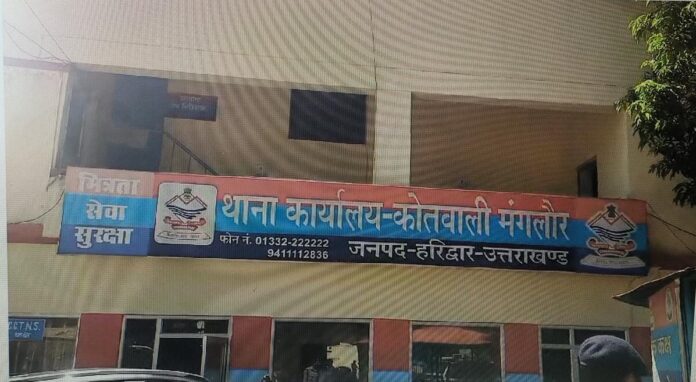 मित्रता
सेवा
सुरक्षा
थाना कार्यालय-कोतवाली मंगलौर
फोन नं. 01332-222222
9411112836
जनपद-हरिद्वार-उत्तराखण्ड